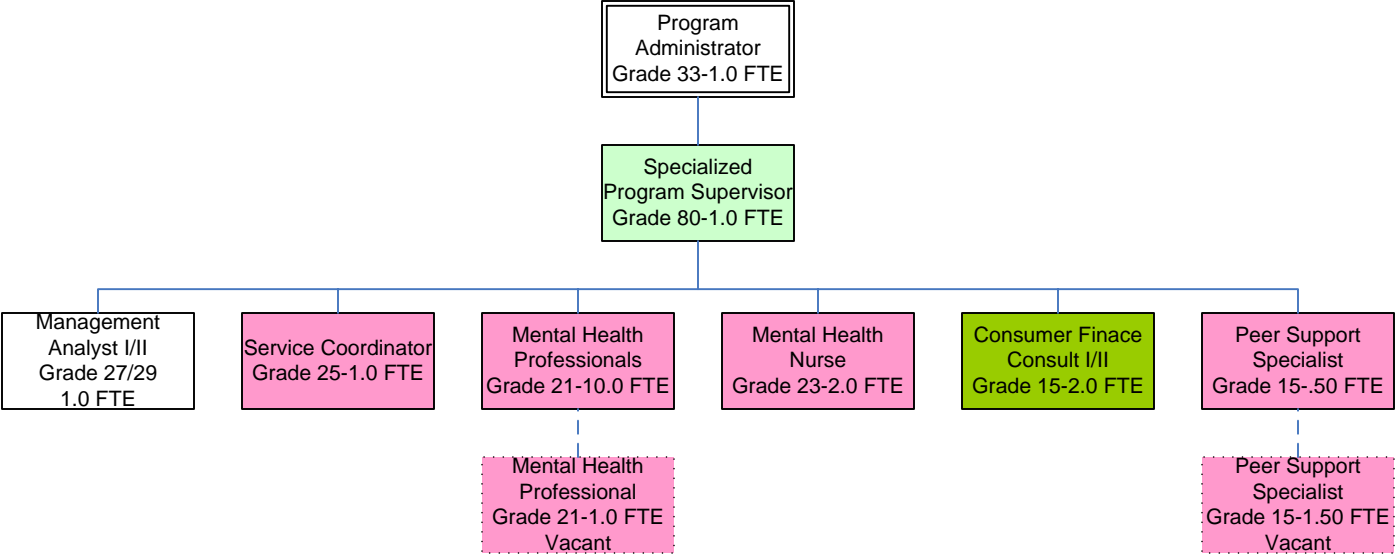 Program
Administrator
Grade 33-1.0 FTE
Specialized
Program Supervisor
Grade 80-1.0 FTE
Management
Analyst I/II
Grade 27/29
1.0 FTE
Service Coordinator
Grade 25-1.0 FTE
Mental Health
Professionals
Grade 21-10.0 FTE
Mental Health
Nurse
Grade 23-2.0 FTE
Consumer Finace
Consult I/II
Grade 15-2.0 FTE
Peer Support
Specialist
Grade 15-.50 FTE
Mental Health
Professional
Grade 21-1.0 FTE
Vacant
Peer Support
Specialist
Grade 15-1.50 FTE
Vacant